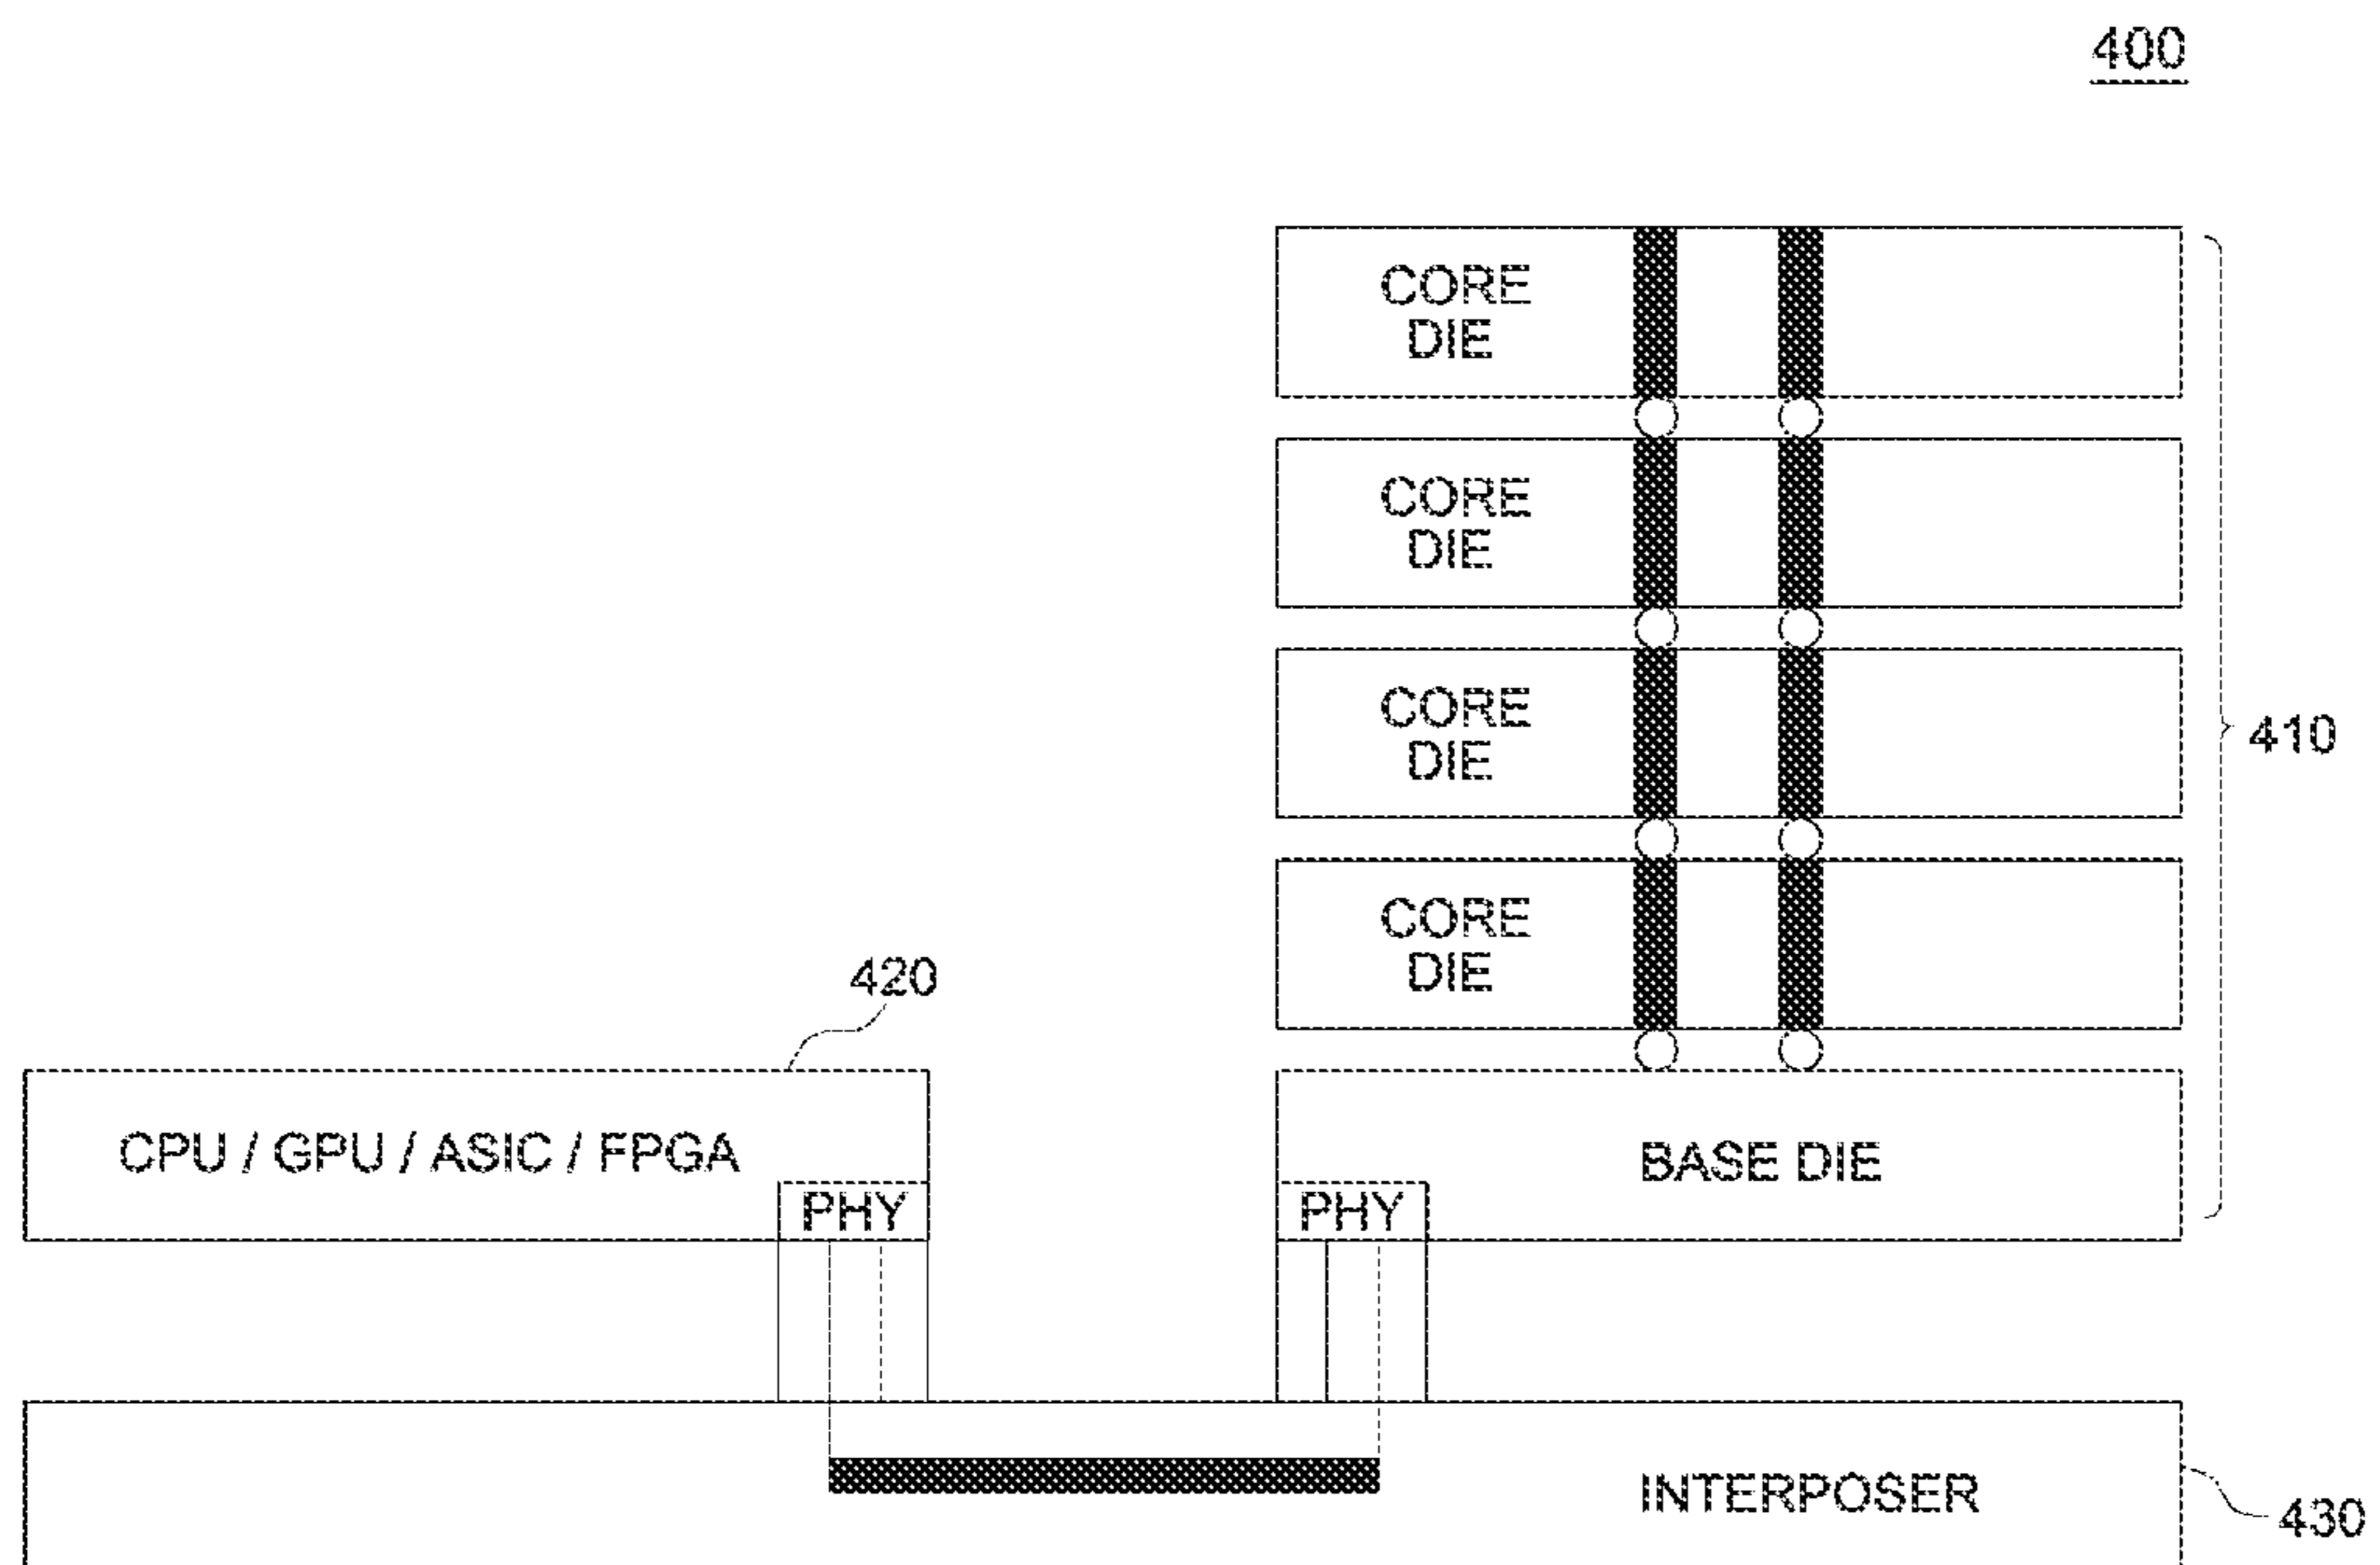 400
CORE
DIE
CORE
DIE
CORE
DIE
410
CORE
DIE
420
CPU / GPU / ASIC / FPGA
BASE DIE
PHY
PHY
INTERPOSER
430